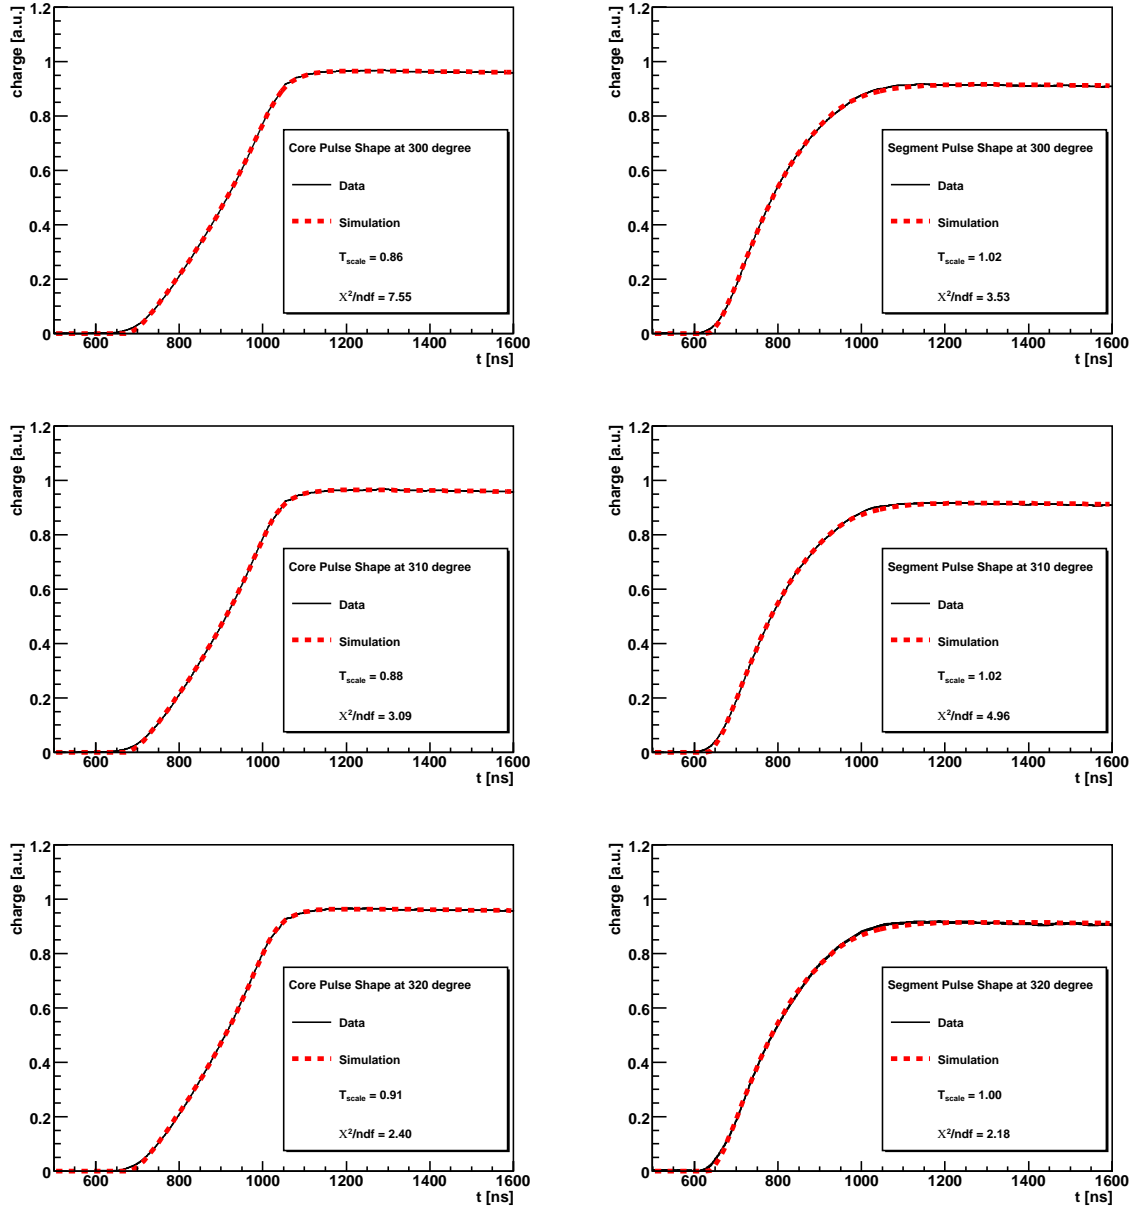 charge [a.u.]
1.2
1
0.8
0.6
0.4
0.2
0
Core Pulse Shape at 300 degree
Data
Simulation
Tscale = 0.86
Χ²/ndf = 7.55
600 800 1000 1200 1400 1600
t [ns]
charge [a.u.]
1.2
1
0.8
0.6
0.4
0.2
0
Segment Pulse Shape at 300 degree
Data
Simulation
Tscale = 1.02
Χ²/ndf = 3.53
600 800 1000 1200 1400 1600
t [ns]
charge [a.u.]
1.2
1
0.8
0.6
0.4
0.2
0
Core Pulse Shape at 310 degree
Data
Simulation
Tscale = 0.88
Χ²/ndf = 3.09
600 800 1000 1200 1400 1600
t [ns]
charge [a.u.]
1.2
1
0.8
0.6
0.4
0.2
0
Segment Pulse Shape at 310 degree
Data
Simulation
Tscale = 1.02
Χ²/ndf = 4.96
600 800 1000 1200 1400 1600
t [ns]
charge [a.u.]
1.2
1
0.8
0.6
0.4
0.2
0
Core Pulse Shape at 320 degree
Data
Simulation
Tscale = 0.91
Χ²/ndf = 2.40
600 800 1000 1200 1400 1600
t [ns]
charge [a.u.]
1.2
1
0.8
0.6
0.4
0.2
0
Segment Pulse Shape at 320 degree
Data
Simulation
Tscale = 1.00
Χ²/ndf = 2.18
600 800 1000 1200 1400 1600
t [ns]